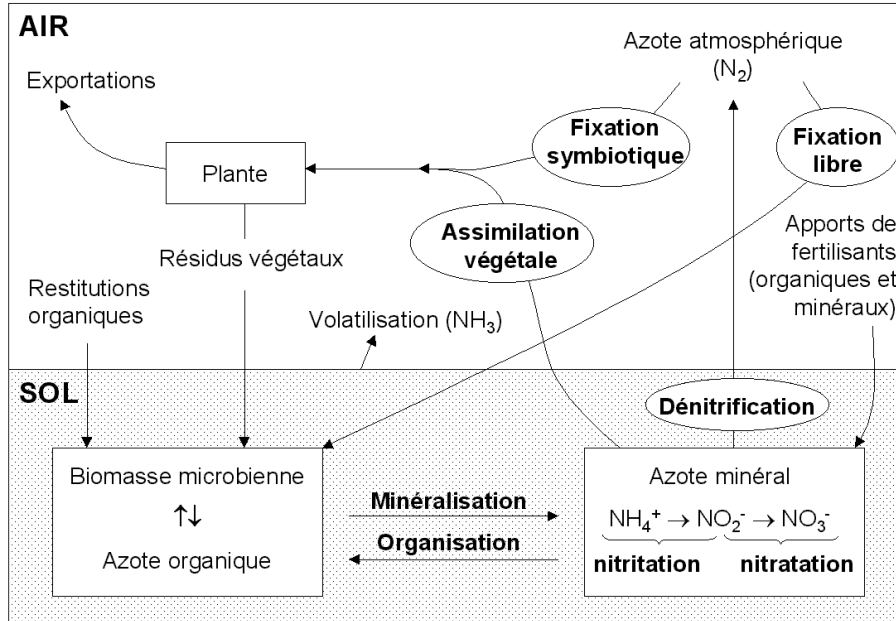 AIR
Azote atmosphérique
(N₂)
Exportations
Fixation
symbiotique
Fixation
libre
Plante
Assimilation
végétale
Apports de
fertilisants
(organiques et
minéraux)
Résidus végétaux
Restitutions
organiques
Volatilisation (NH₃)
SOL
Dénitrification
Biomasse microbienne
↑↓
Azote organique
Minéralisation
Organisation
Azote minéral
NH₄⁺ → NO₂⁻ → NO₃⁻
nitritation nitratation